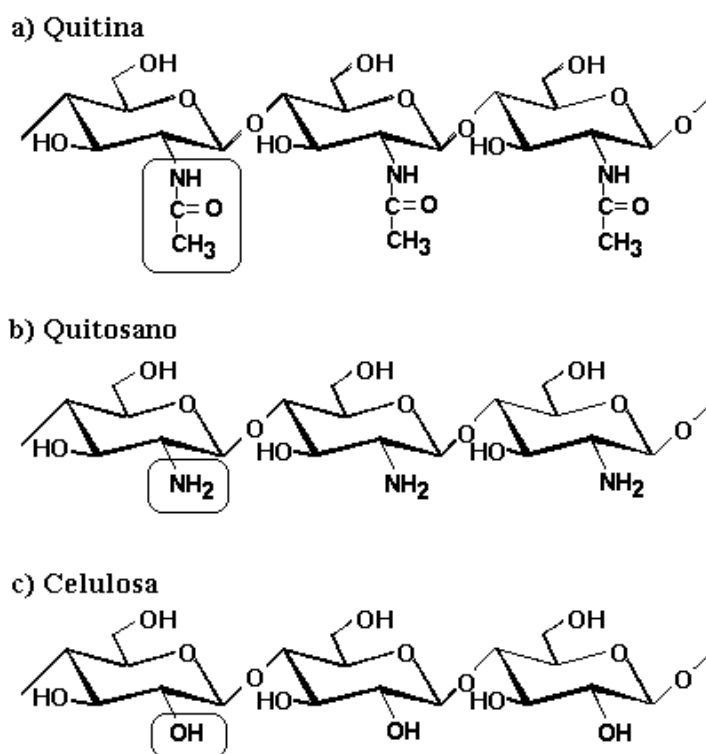 a) Quitina
OH OH OH
O O O O O O
HO HO HO
NH NH NH
C=O C=O C=O
CH3 CH3 CH3
b) Quitosano
OH OH OH
O O O O O O
HO HO HO
NH2 NH2 NH2
c) Celulosa
OH OH OH
O O O O O O
HO HO HO
OH OH OH